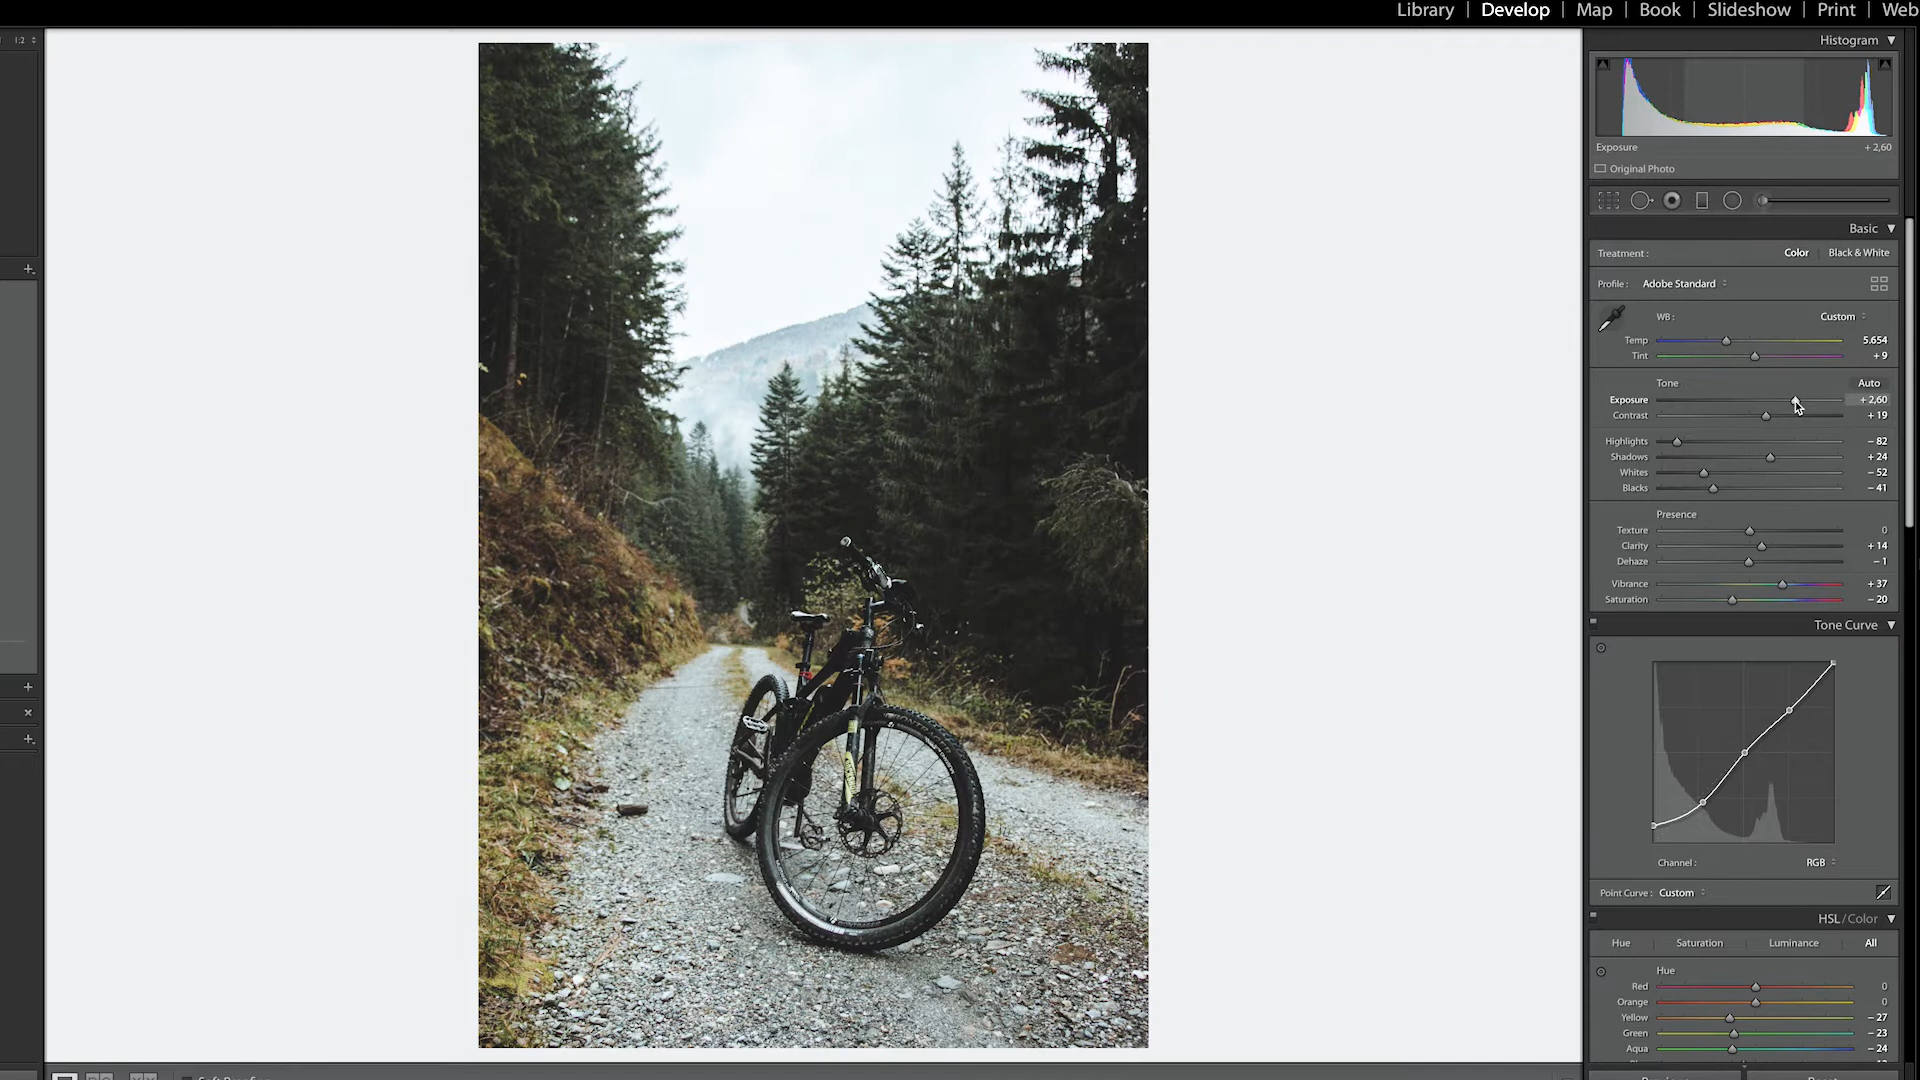 Library | Develop | Map | Book | Slideshow | Print | Web
1:2
Histogram
Exposure +2,60
Original Photo
Basic
Treatment: Color Black & White
Profile: Adobe Standard
WB: Custom
Temp 5.654
Tint +9
Tone Auto
Exposure +2,60
Contrast +19
Highlights −82
Shadows +24
Whites −52
Blacks −41
Presence
Texture 0
Clarity +14
Dehaze −1
Vibrance +37
Saturation −20
Tone Curve
Channel: RGB
Point Curve: Custom
HSL/Color
Hue Saturation Luminance All
Hue
Red 0
Orange 0
Yellow −27
Green −23
Aqua −24
Soft Proofing